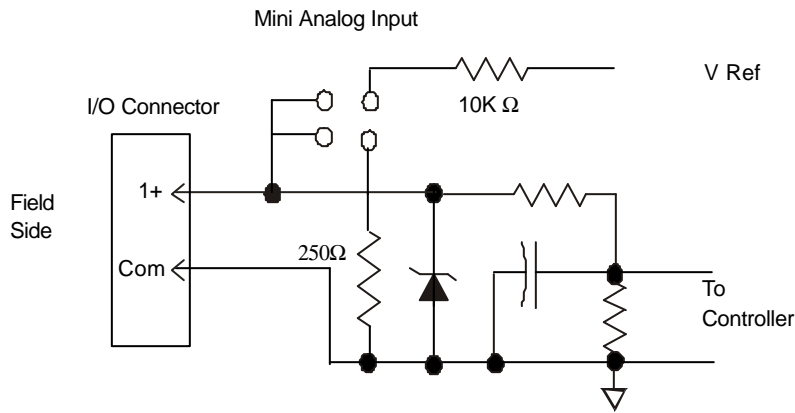 Mini Analog Input
V Ref
10K Ω
I/O Connector
1+
Field
Side
250Ω
Com
To
Controller